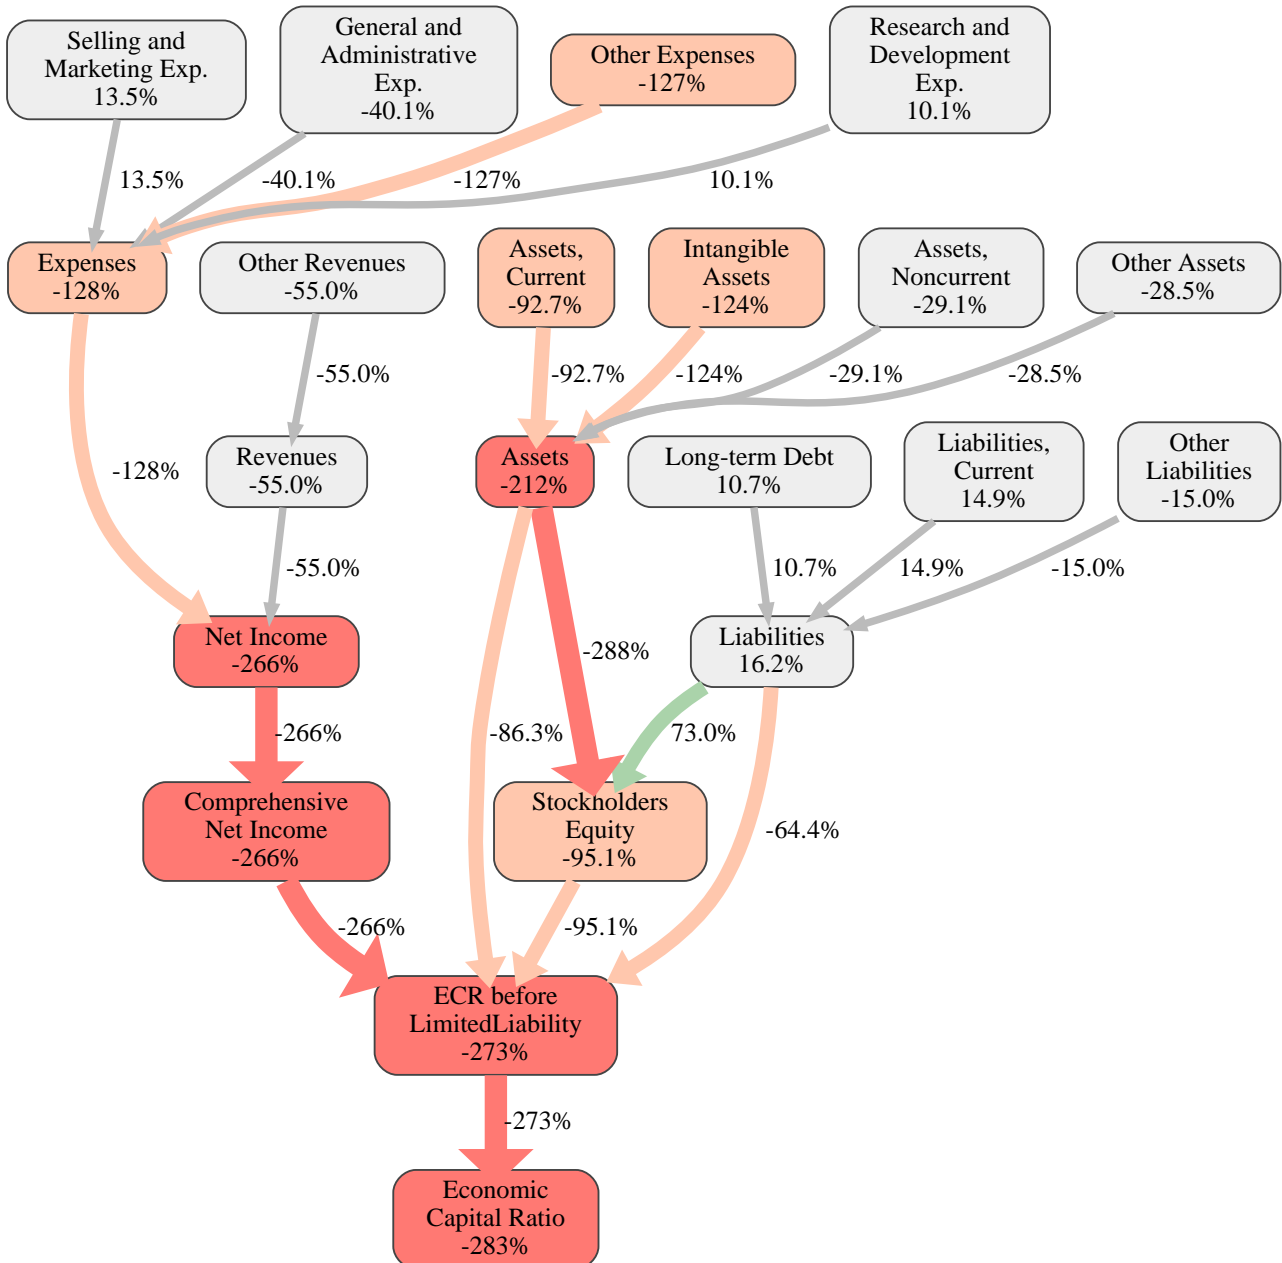 Selling and
Marketing Exp.
13.5%
General and
Administrative
Exp.
-40.1%
Other Expenses
-127%
Research and
Development
Exp.
10.1%
13.5%
-40.1%
-127%
10.1%
Expenses
-128%
Other Revenues
-55.0%
Assets,
Current
-92.7%
Intangible
Assets
-124%
Assets,
Noncurrent
-29.1%
Other Assets
-28.5%
-55.0%
-92.7%
-124%
-29.1%
-28.5%
-128%
Revenues
-55.0%
Assets
-212%
Long-term Debt
10.7%
Liabilities,
Current
14.9%
Other
Liabilities
-15.0%
-55.0%
10.7%
14.9%
-15.0%
Net Income
-266%
-288%
Liabilities
16.2%
-266%
-86.3%
73.0%
Comprehensive
Net Income
-266%
Stockholders
Equity
-95.1%
-64.4%
-266%
-95.1%
ECR before
LimitedLiability
-273%
-273%
Economic
Capital Ratio
-283%